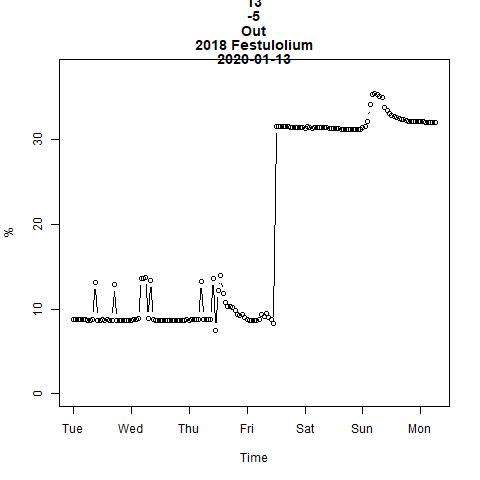 13
-5
Out
2018 Festulolium
2020-01-13
30
20
10
0
%
Tue
Wed
Thu
Fri
Sat
Sun
Mon
Time